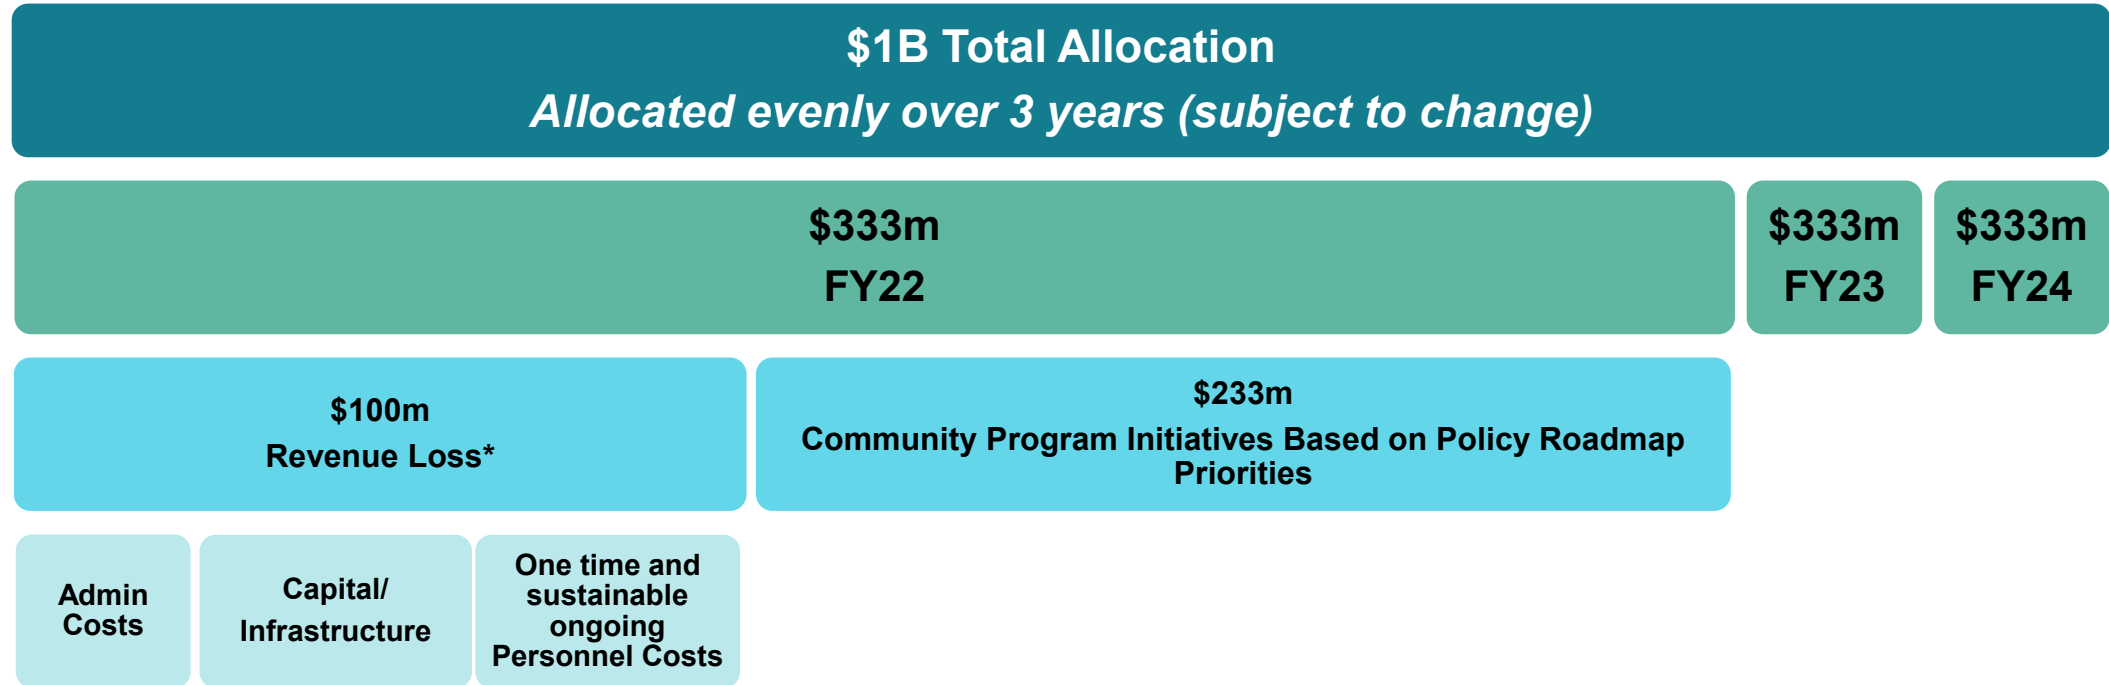 $1B Total Allocation
Allocated evenly over 3 years (subject to change)
$333m
FY22
$333m
FY23
$333m
FY24
$100m
Revenue Loss*
$233m
Community Program Initiatives Based on Policy Roadmap
Priorities
Admin
Costs
Capital/
Infrastructure
One time and
sustainable
ongoing
Personnel Costs